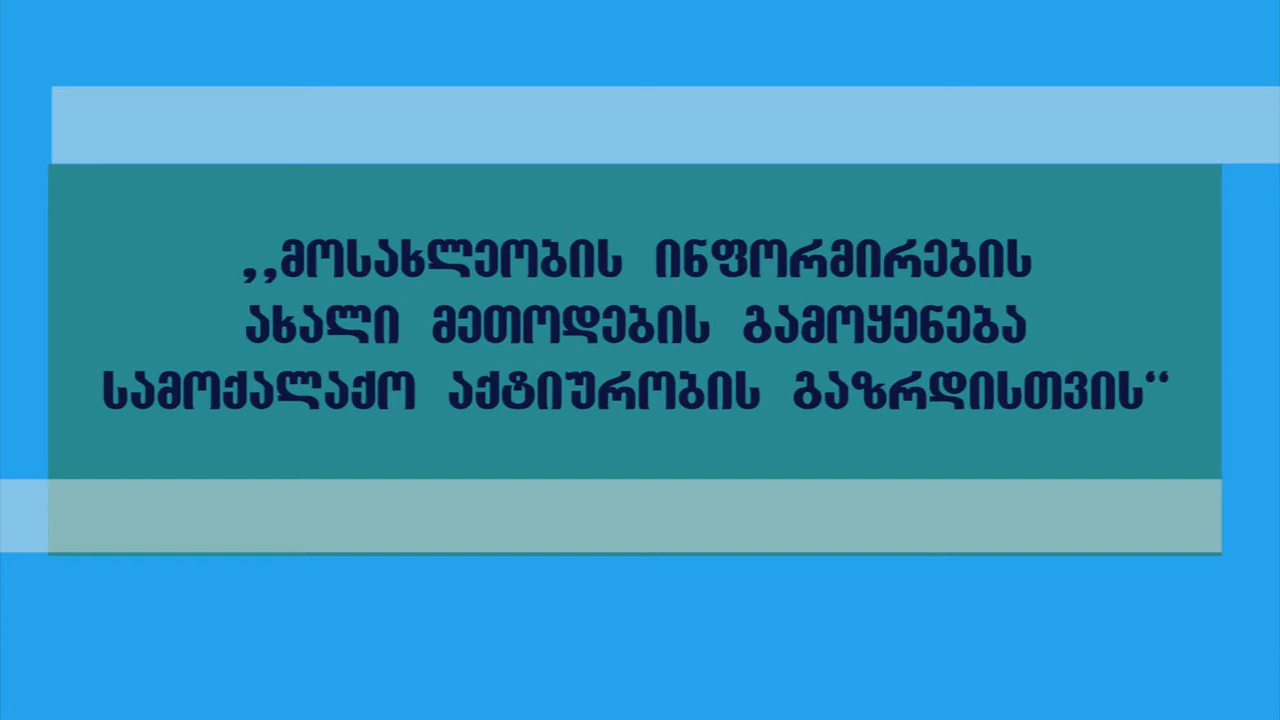 ,,მოსახლეობის ინფორმირების
ახალი მეთოდების გამოყენება
სამოქალაქო აქტიურობის გაზრდისთვის“